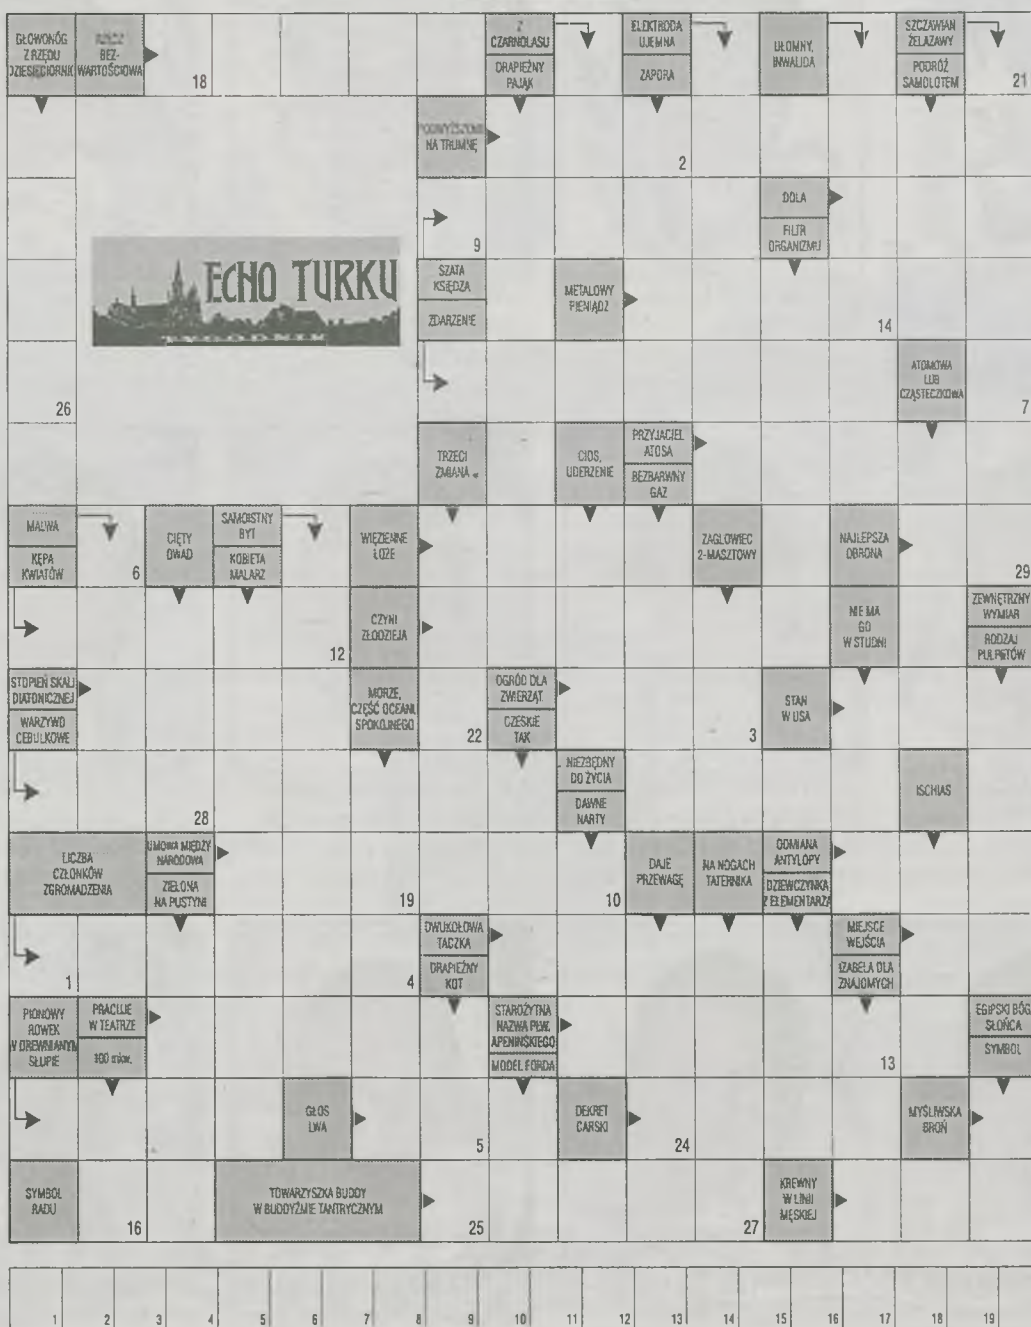 GŁOWONÓG
Z RZĘDU
DZIESIĘCIORNIC
RZECZ
BEZ-
WARTOŚCIOWA
18
Z
CZARNOLASU
DRAPIEŻNY
PAJĄK
ELEKTRODA
UJEMNA
ZAPORA
UŁOMNY,
INWALIDA
SZCZAWIAN
ŻELAZAWY
PODRÓŻ
SAMOLOTEM
21
NA TRUMNĘ
2
9
DOLA
FILTR
ORGANIZMU
ECHO TURKU
TYGODNIK
SZATA
KSIĘDZA
ZDARZENIE
METALOWY
PIENIĄDZ
14
26
ATOMOWA
LUB
CZĄSTECZKOWA
7
TRZECI
ZMIANA
CIOS,
UDERZENIE
PRZYJACIEL
ATOSA
BEZBARWNY
GAZ
MALWA
KĘPA
KWIATÓW
6
CIĘTY
OWAD
SAMOISTNY
BYT
KOBIETA
MALARZ
WIĘZIENNE
ŁOŻE
ŻAGLOWIEC
2-MASZTOWY
NAJLEPSZA
OBRONA
29
12
CZYNI
ZŁODZIEJA
NIE MA
GO
W STUDNI
ZEWNĘTRZNY
WYMIAR
RODZAJ
PULPETÓW
STOPIEŃ SKALI
DIATONICZNEJ
WARZYWO
CEBULKOWE
MORZE,
CZĘŚĆ OCEANU
SPOKOJNEGO
22
OGRÓD DLA
ZWIERZĄT
CZESKIE
TAK
3
STAN
W USA
28
NIEZBĘDNY
DO ŻYCIA
DAWNE
NARTY
ISCHIAS
LICZBA
CZŁONKÓW
ZGROMADZENIA
UMOWA MIĘDZY
NARODOWA
ZIELONA
NA PUSTYNI
19
10
DAJE
PRZEWAGĘ
NA NOGACH
TATERNIKA
ODMIANA
ANTYLOPY
DZIEWCZYNKA
Z ELEMENTARZA
1
4
DWUKOŁOWA
TACZKA
DRAPIEŻNY
KOT
MIEJSCE
WEJŚCIA
IZABELA DLA
ZNAJOMYCH
PIONOWY
ROWEK
W DREWNIANYM
SŁUPIE
PRACUJE
W TEATRZE
100 mkw.
STAROŻYTNA
NAZWA PŁW.
APENIŃSKIEGO
MODEL FORDA
13
EGIPSKI BÓG
SŁOŃCA
SYMBOL
GŁOS
LWA
5
DEKRET
CARSKI
24
MYŚLIWSKA
BROŃ
SYMBOL
RADU
16
TOWARZYSZKA BUDDY
W BUDDYŹMIE TANTRYCZNYM
25
27
KREWNY
W LINII
MĘSKIEJ
1 2 3 4 5 6 7 8 9 10 11 12 13 14 15 16 17 18 19